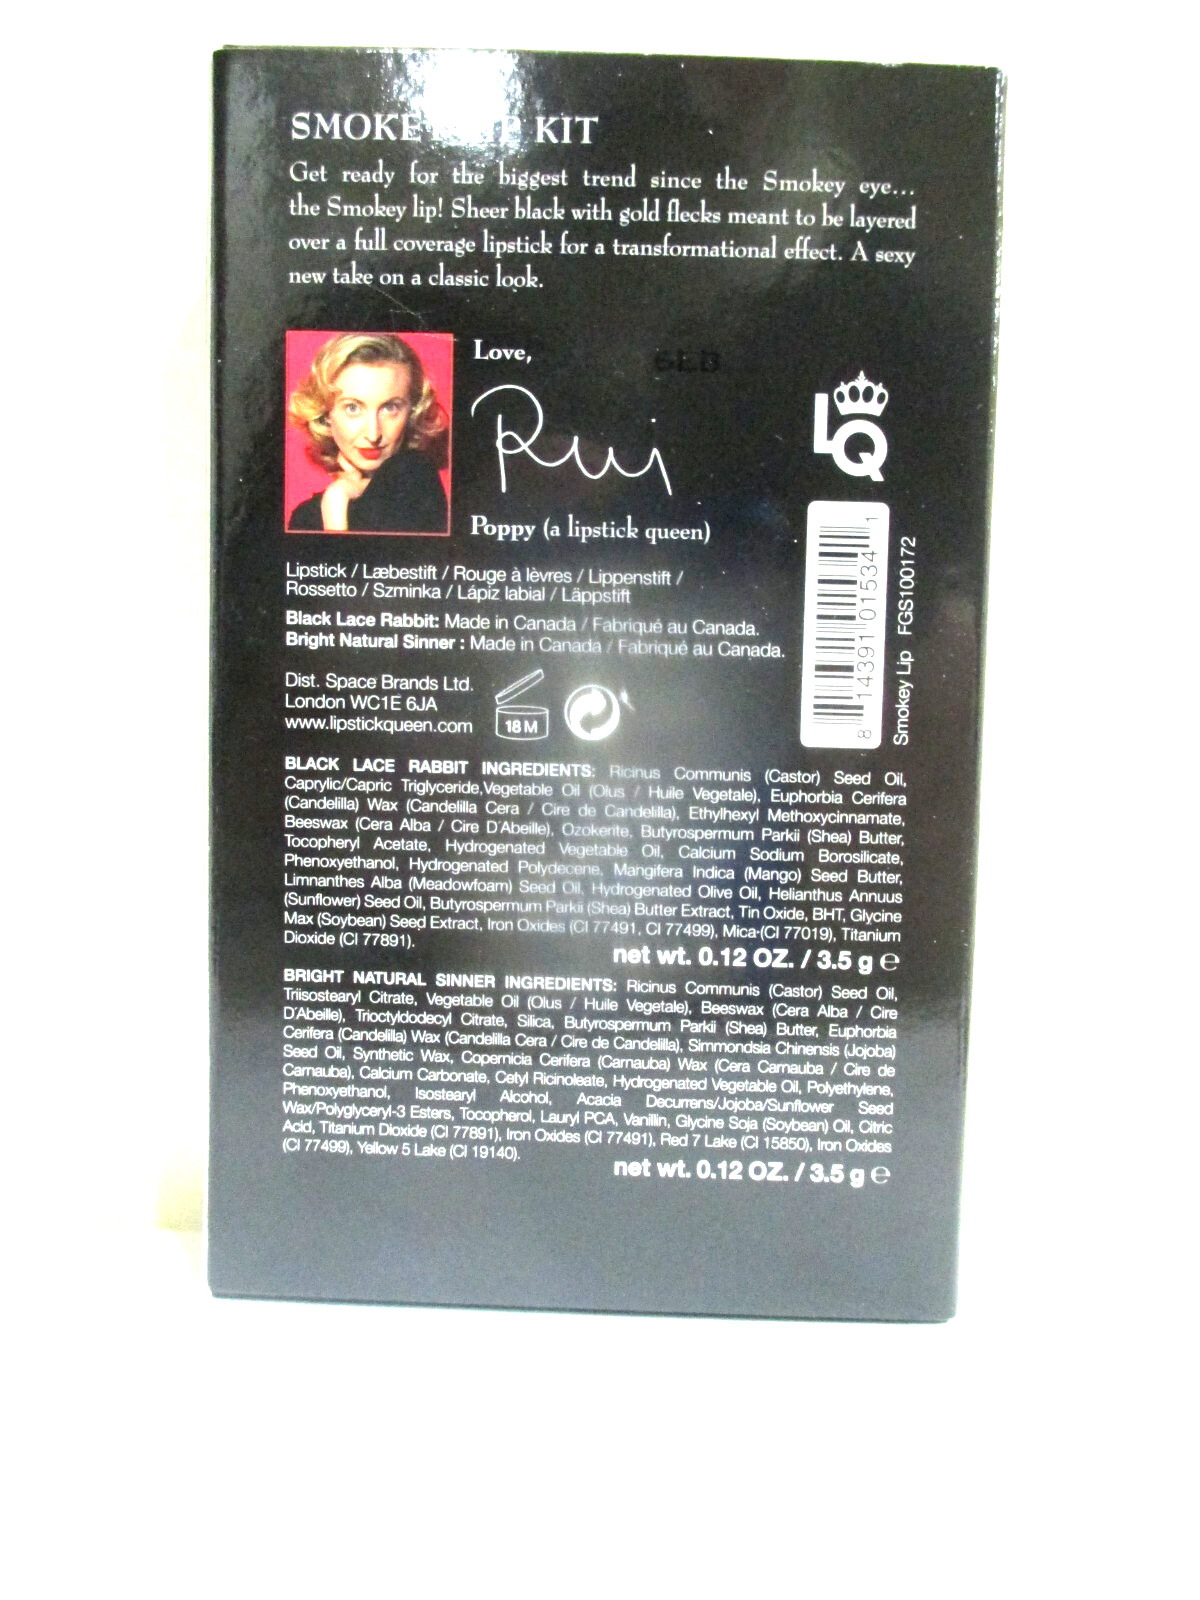 SMOKE P KIT
Get ready for the biggest trend since the Smokey eye...
the Smokey lip! Sheer black with gold flecks meant to be layered
over a full coverage lipstick for a transformational effect. A sexy
new take on a classic look.
Love,
Poppy (a lipstick queen)
LQ
Lipstick / Læbestift / Rouge à lèvres / Lippenstift /
Rossetto / Szminka / Lápiz labial / Läppstift
Black Lace Rabbit: Made in Canada / Fabriqué au Canada.
Bright Natural Sinner : Made in Canada / Fabriqué au Canada.
Dist. Space Brands Ltd.
London WC1E 6JA
www.lipstickqueen.com
18 M
8 14391 01534 1
Smokey Lip FGS100172
BLACK LACE RABBIT INGREDIENTS: Ricinus Communis (Castor) Seed Oil,
Caprylic/Capric Triglyceride,Vegetable Oil (Olus / Huile Vegetale), Euphorbia Cerifera
(Candelilla) Wax (Candelilla Cera / Cire de Candelilla), Ethylhexyl Methoxycinnamate,
Beeswax (Cera Alba / Cire D'Abeille), Ozokerite, Butyrospermum Parkii (Shea) Butter,
Tocopheryl Acetate, Hydrogenated Vegetable Oil, Calcium Sodium Borosilicate,
Phenoxyethanol, Hydrogenated Polydecene, Mangifera Indica (Mango) Seed Butter,
Limnanthes Alba (Meadowfoam) Seed Oil, Hydrogenated Olive Oil, Helianthus Annuus
(Sunflower) Seed Oil, Butyrospermum Parkii (Shea) Butter Extract, Tin Oxide, BHT, Glycine
Max (Soybean) Seed Extract, Iron Oxides (CI 77491, CI 77499), Mica (CI 77019), Titanium
Dioxide (CI 77891).
net wt. 0.12 OZ. / 3.5 g ℮
BRIGHT NATURAL SINNER INGREDIENTS: Ricinus Communis (Castor) Seed Oil,
Triisostearyl Citrate, Vegetable Oil (Olus / Huile Vegetale), Beeswax (Cera Alba / Cire
D'Abeille), Trioctyldodecyl Citrate, Silica, Butyrospermum Parkii (Shea) Butter, Euphorbia
Cerifera (Candelilla) Wax (Candelilla Cera / Cire de Candelilla), Simmondsia Chinensis (Jojoba)
Seed Oil, Synthetic Wax, Copernicia Cerifera (Carnauba) Wax (Cera Carnauba / Cire de
Carnauba), Calcium Carbonate, Cetyl Ricinoleate, Hydrogenated Vegetable Oil, Polyethylene,
Phenoxyethanol, Isostearyl Alcohol, Acacia Decurrens/Jojoba/Sunflower Seed
Wax/Polyglyceryl-3 Esters, Tocopherol, Lauryl PCA, Vanillin, Glycine Soja (Soybean) Oil, Citric
Acid, Titanium Dioxide (CI 77891), Iron Oxides (CI 77491), Red 7 Lake (CI 15850), Iron Oxides
(CI 77499), Yellow 5 Lake (CI 19140).
net wt. 0.12 OZ. / 3.5 g ℮